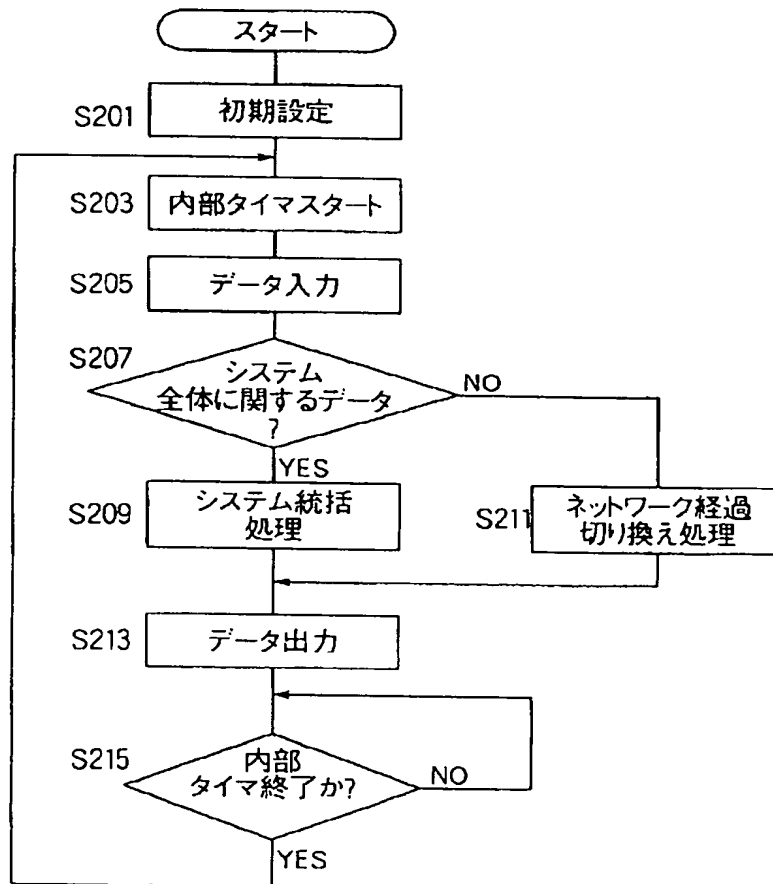 スタート
S201
初期設定
S203
内部タイマスタート
S205
データ入力
S207
システム
全体に関するデータ
?
NO
YES
S209
システム統括
処理
S211
ネットワーク経過
切り換え処理
S213
データ出力
S215
内部
タイマ終了か?
NO
YES